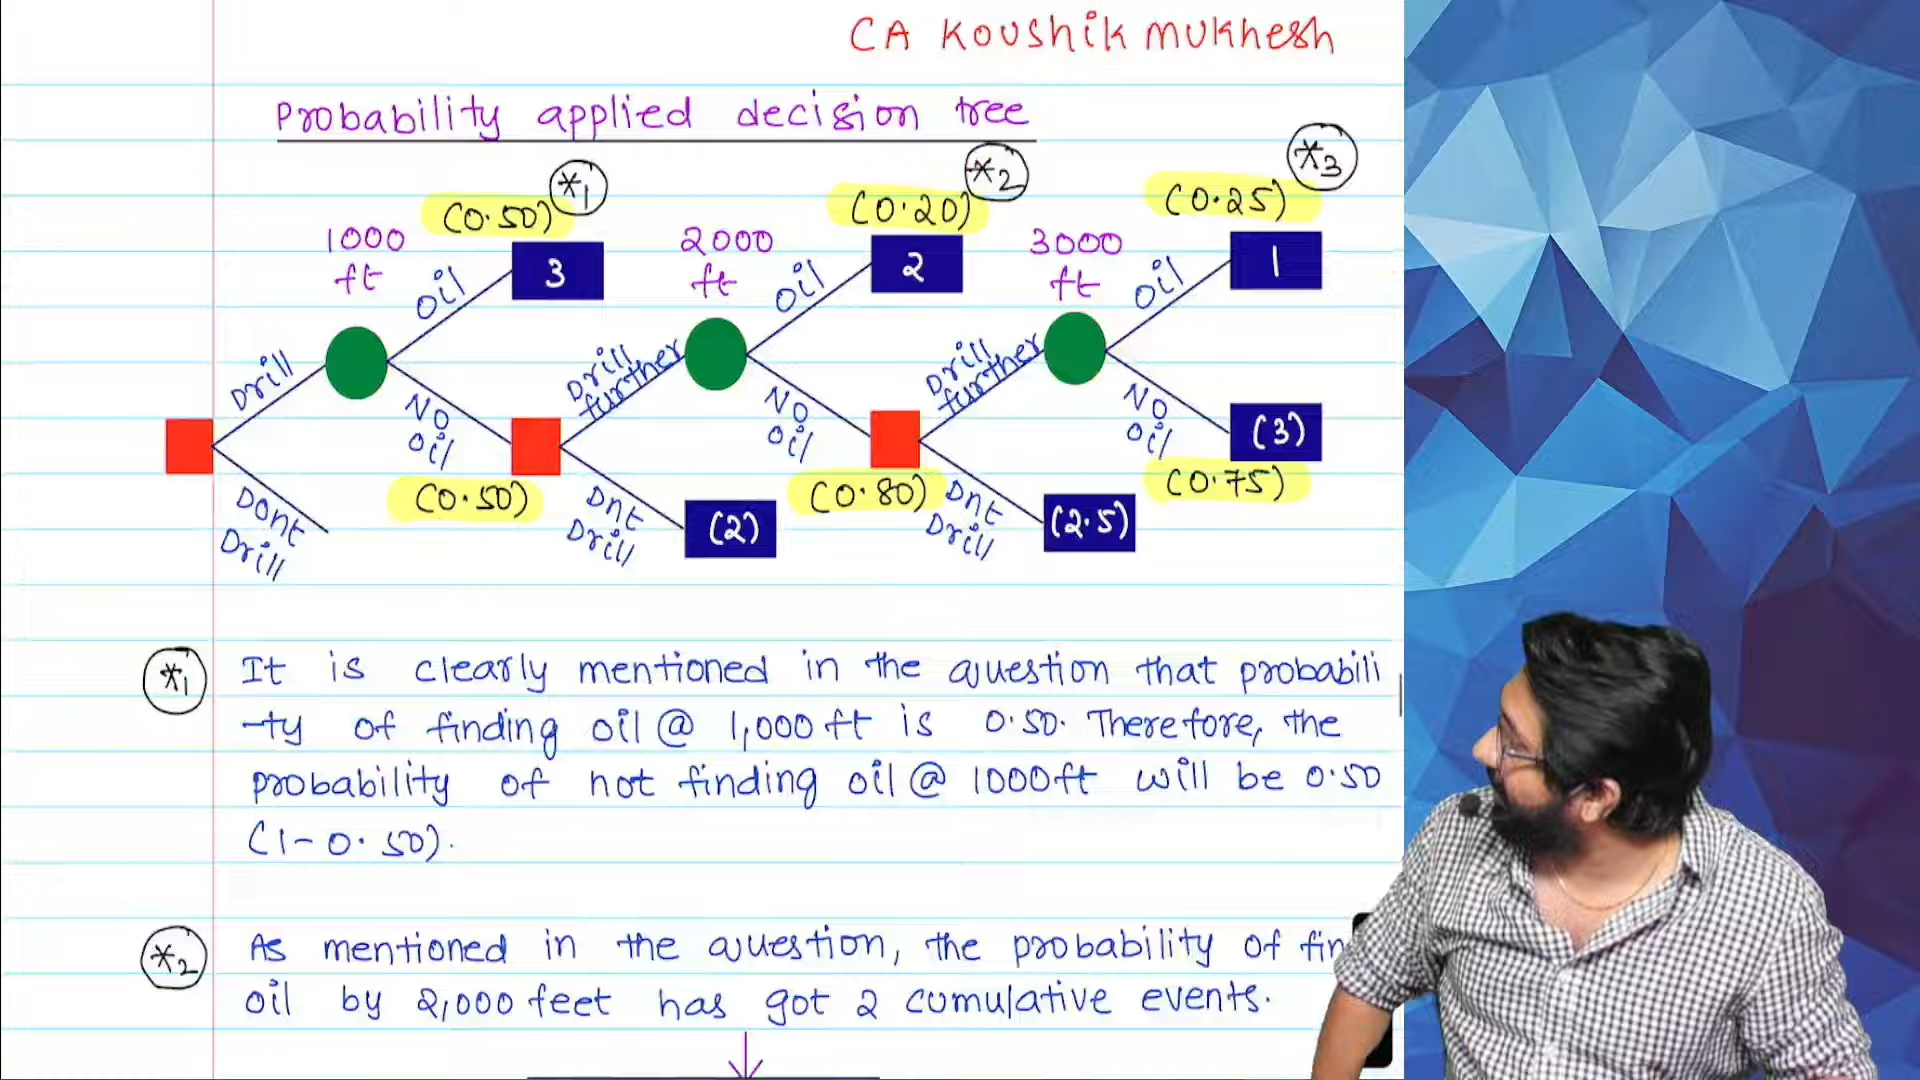 CA Koushik Mukhesh
Probability applied decision tree
*1
*2
*3
(0.50)
(0.20)
(0.25)
1000
ft
2000
ft
3000
ft
Oil
3
Oil
2
Oil
1
Drill
Drill
further
Drill
further
No
Oil
No
Oil
No
Oil
(3)
Dont
Drill
(0.50)
Dnt
Drill
(2)
(0.80)
Dnt
Drill
(2.5)
(0.75)
*1 It is clearly mentioned in the question that probabili
-ty of finding oil @ 1,000 ft is 0.50. Therefore, the
probability of not finding oil @ 1000ft will be 0.50
(1-0.50).
*2 As mentioned in the question, the probability of fin
oil by 2,000 feet has got 2 cumulative events.